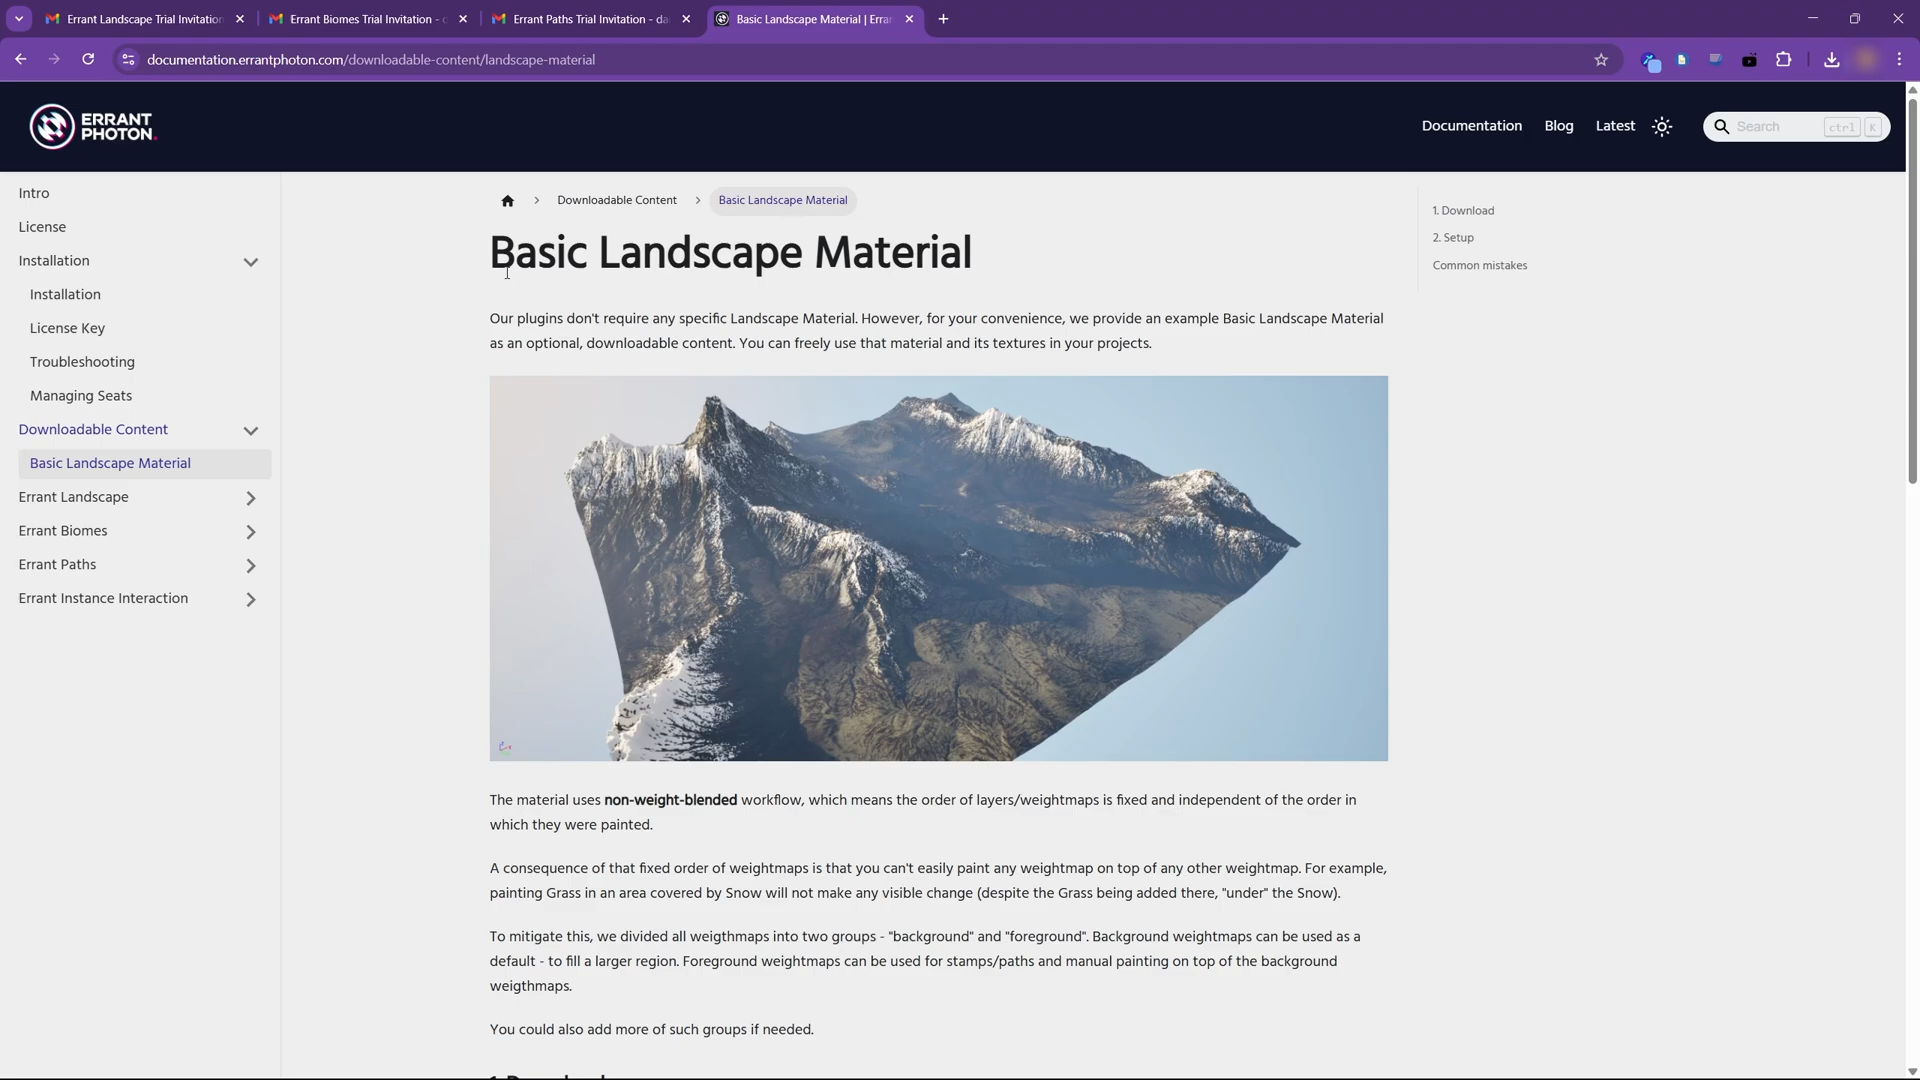 Errant Landscape Trial Invitation
Errant Biomes Trial Invitation -
Errant Paths Trial Invitation - da
Basic Landscape Material | Erra
documentation.errantphoton.com/downloadable-content/landscape-material
ERRANT
PHOTON.
Documentation
Blog
Latest
Search
ctrl
K
Intro
License
Installation
Installation
License Key
Troubleshooting
Managing Seats
Downloadable Content
Basic Landscape Material
Errant Landscape
Errant Biomes
Errant Paths
Errant Instance Interaction
Downloadable Content
Basic Landscape Material
Basic Landscape Material
Our plugins don't require any specific Landscape Material. However, for your convenience, we provide an example Basic Landscape Material
as an optional, downloadable content. You can freely use that material and its textures in your projects.
The material uses non-weight-blended workflow, which means the order of layers/weightmaps is fixed and independent of the order in
which they were painted.
A consequence of that fixed order of weightmaps is that you can't easily paint any weightmap on top of any other weightmap. For example,
painting Grass in an area covered by Snow will not make any visible change (despite the Grass being added there, "under" the Snow).
To mitigate this, we divided all weigthmaps into two groups - "background" and "foreground". Background weightmaps can be used as a
default - to fill a larger region. Foreground weightmaps can be used for stamps/paths and manual painting on top of the background
weigthmaps.
You could also add more of such groups if needed.
1. Download
2. Setup
Common mistakes